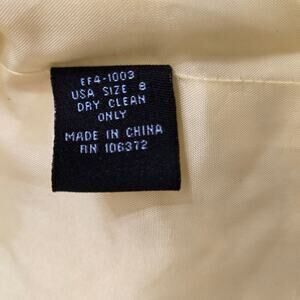 EF4-1003
USA SIZE 8
DRY CLEAN
ONLY
MADE IN CHINA
RN 106372